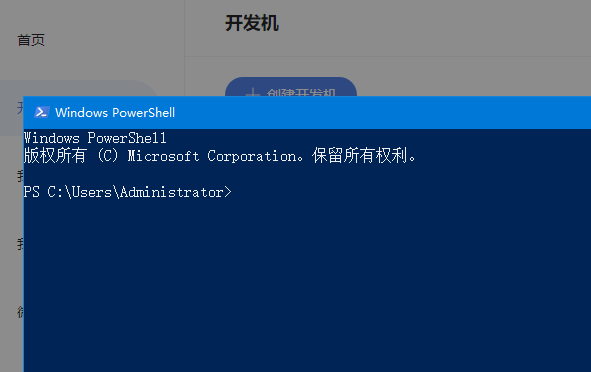 首页
开发机
创建开发机
Windows PowerShell
Windows PowerShell
版权所有 (C) Microsoft Corporation。保留所有权利。
PS C:\Users\Administrator>